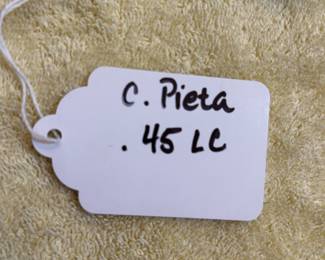 C. Pieta
. 45 LC